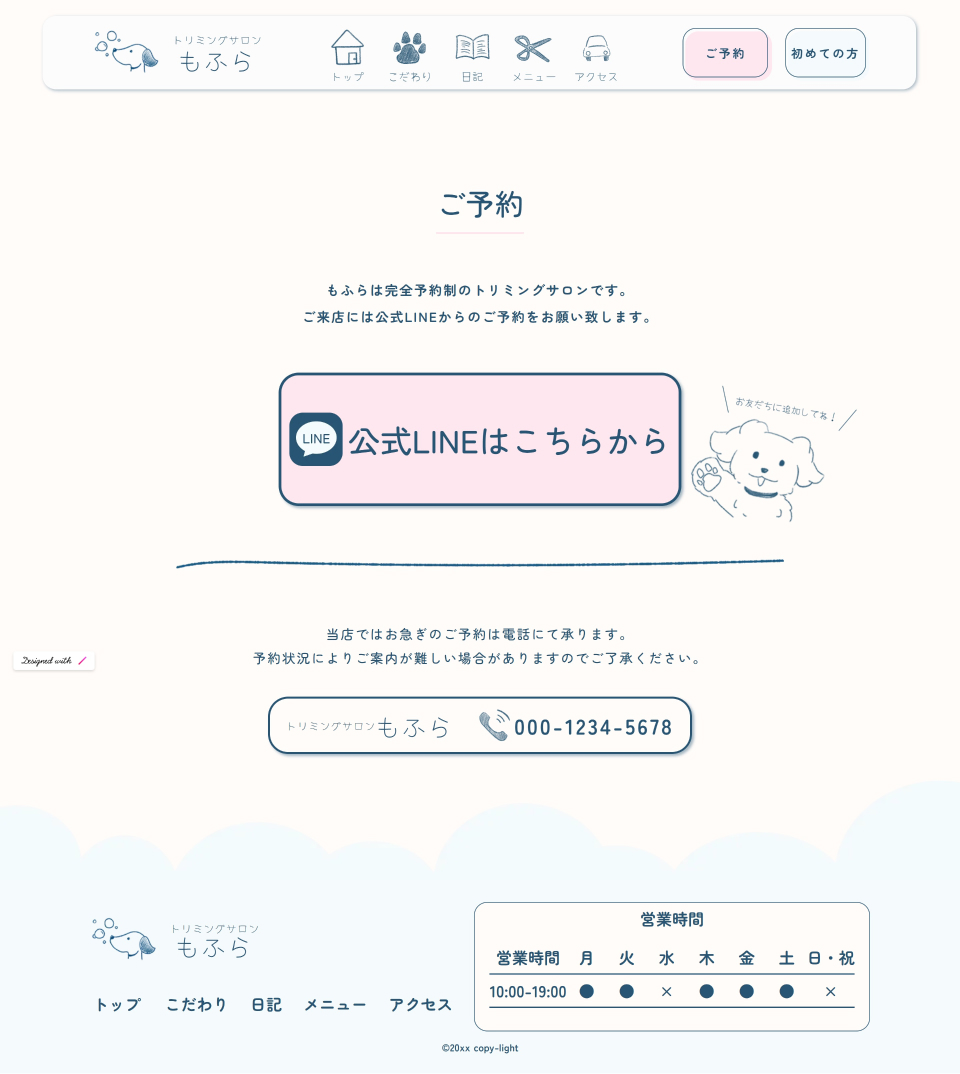 トリミングサロン
もふら
トップ
こだわり
日記
メニュー
アクセス
ご予約
初めての方
ご予約
もふらは完全予約制のトリミングサロンです。
ご来店には公式LINEからのご予約をお願い致します。
LINE 公式LINEはこちらから
お友だちに追加してね!
当店ではお急ぎのご予約は電話にて承ります。
予約状況によりご案内が難しい場合がありますのでご了承ください。
Designed with
トリミングサロン もふら 000-1234-5678
トリミングサロン
もふら
トップ こだわり 日記 メニュー アクセス
営業時間
営業時間 月 火 水 木 金 土 日・祝
10:00-19:00 ● ● × ● ● ● ×
©20xx copy-light